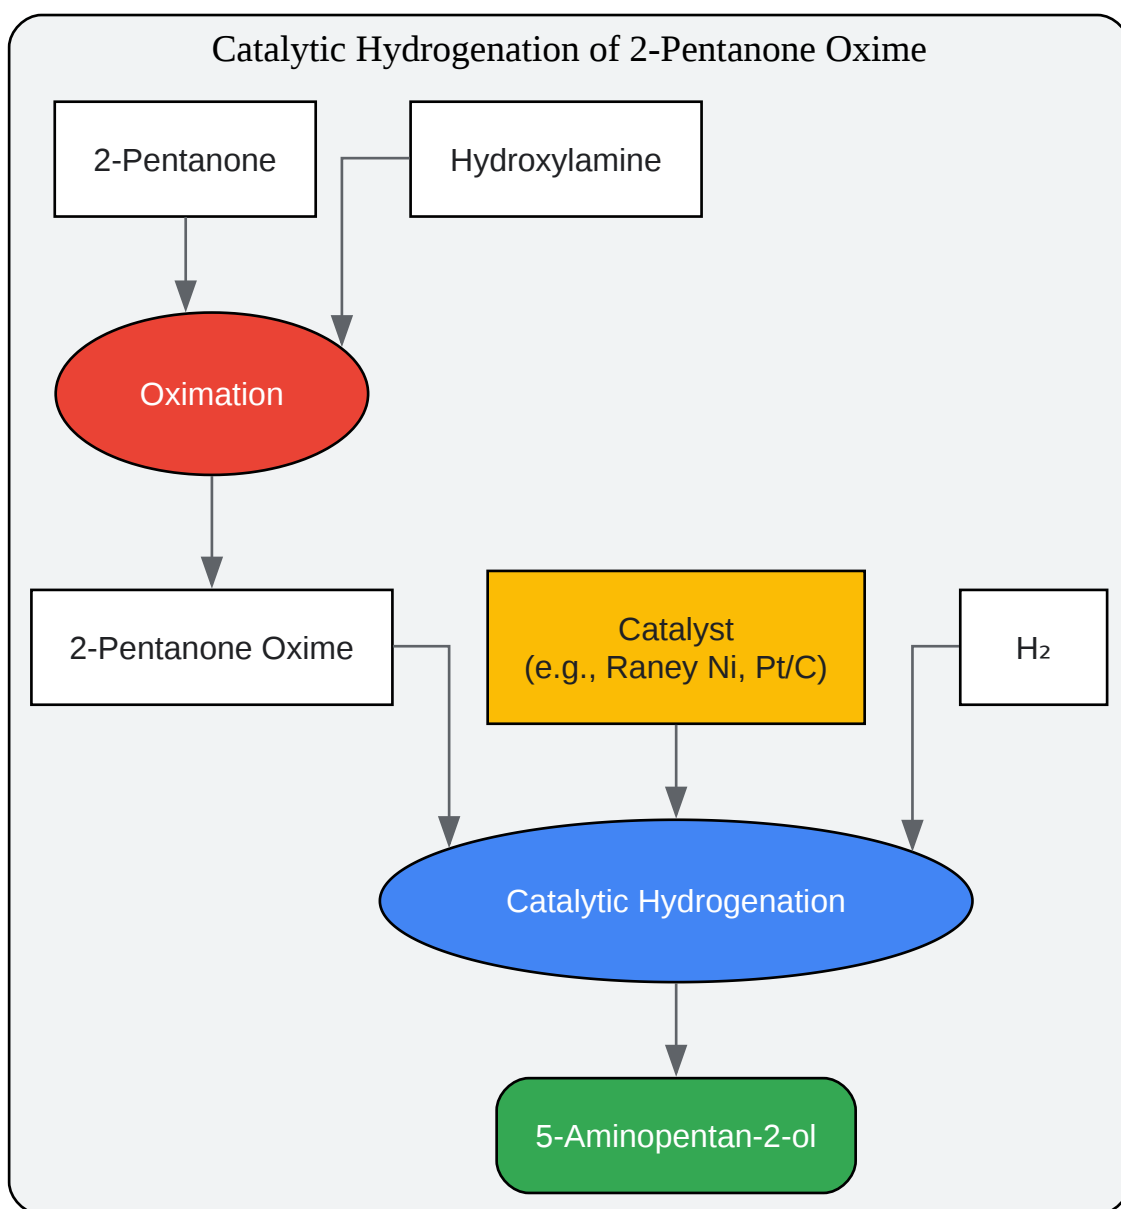 Catalytic Hydrogenation of 2-Pentanone Oxime
2-Pentanone
Hydroxylamine
Oximation
2-Pentanone Oxime
Catalyst
(e.g., Raney Ni, Pt/C)
H₂
Catalytic Hydrogenation
5-Aminopentan-2-ol